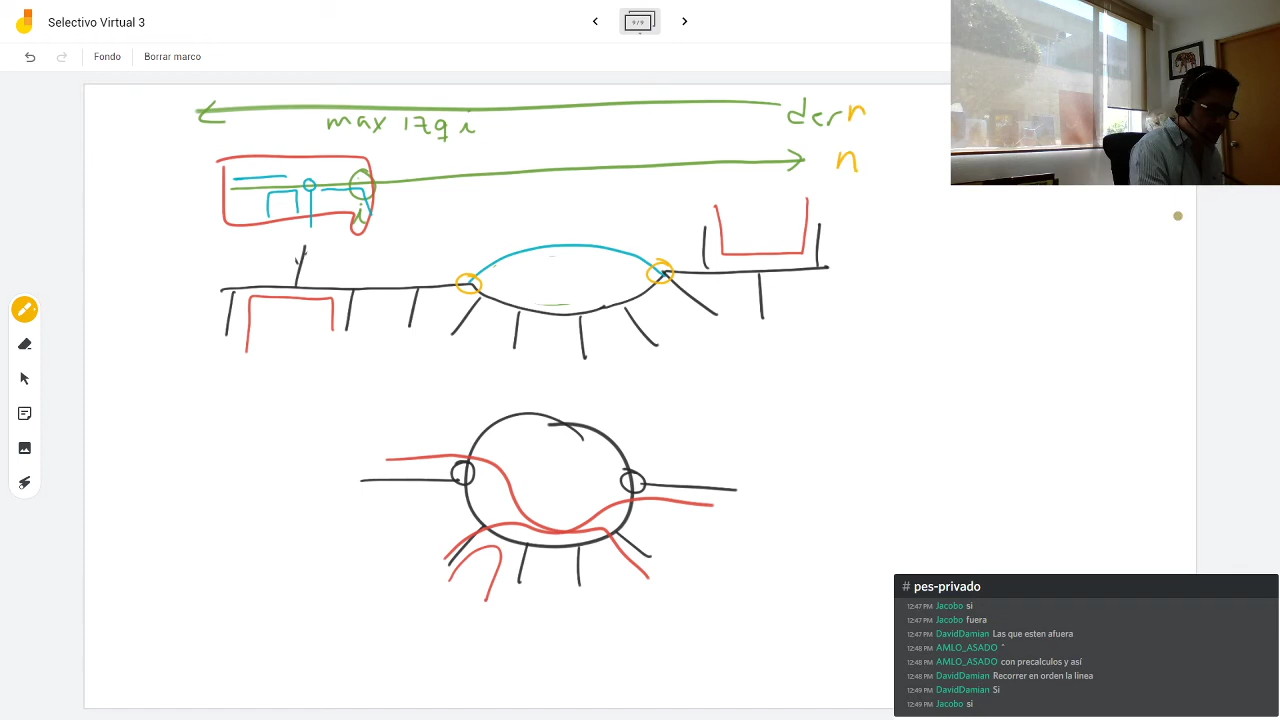 Selectivo Virtual 3
9/9
Fondo
Borrar marco
der n
max izq i
n
i
# pes-privado
12:47 PM Jacobo si
12:47 PM Jacobo fuera
12:47 PM DavidDamian Las que esten afuera
12:48 PM AMLO_ASADO ^
12:48 PM AMLO_ASADO con precalculos y así
12:48 PM DavidDamian Recorrer en orden la linea
12:49 PM DavidDamian Si
12:49 PM Jacobo si